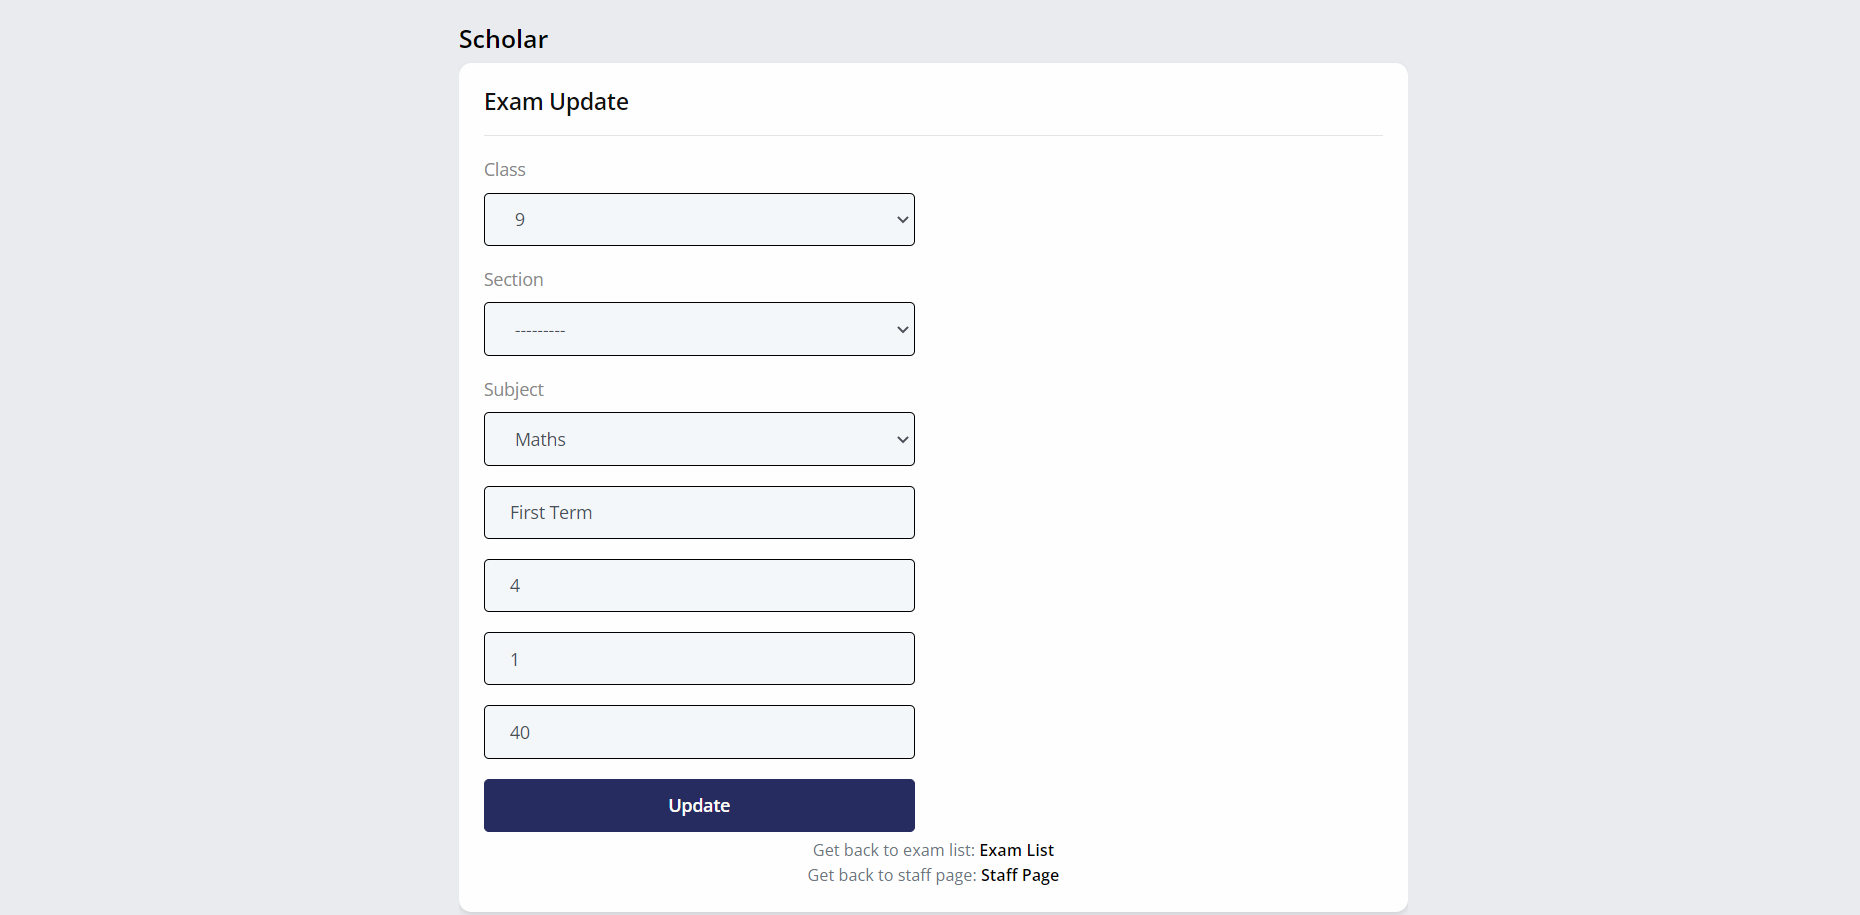 Scholar
Exam Update
Class
9
Section
---------
Subject
Maths
First Term
4
1
40
Update
Get back to exam list: Exam List
Get back to staff page: Staff Page